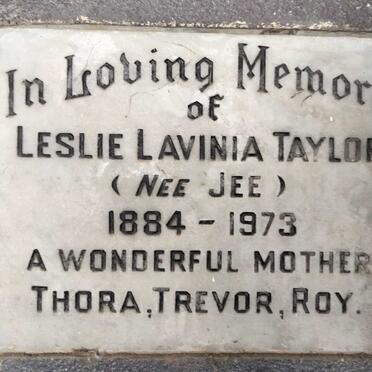 In Loving Memor
of
LESLIE LAVINIA TAYLOR
( NEE JEE )
1884 - 1973
A WONDERFUL MOTHER
THORA, TREVOR, ROY.